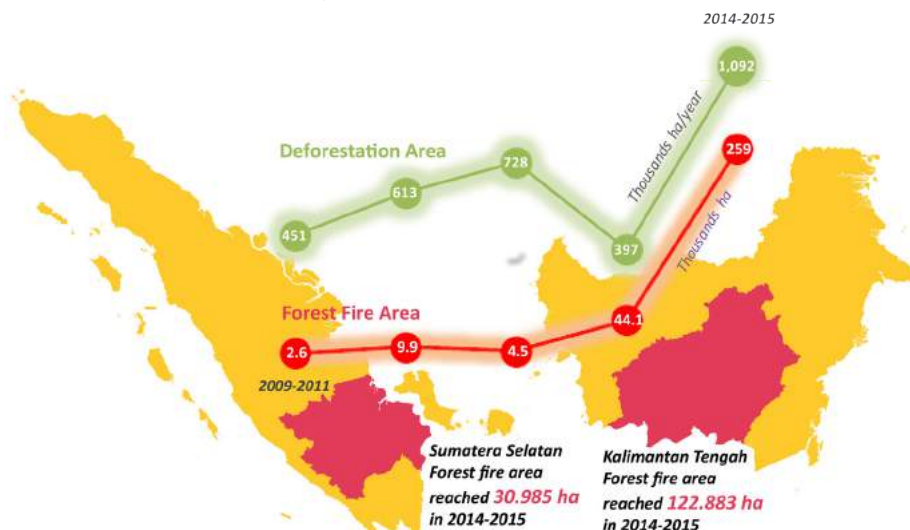 2014-2015
1,092
Thousands ha/year
259
Deforestation Area
728
613
451
397
Thousands ha
Forest Fire Area
44.1
2.6
9.9
4.5
2009-2011
Sumatera Selatan
Forest fire area
reached 30.985 ha
in 2014-2015
Kalimantan Tengah
Forest fire area
reached 122.883 ha
in 2014-2015